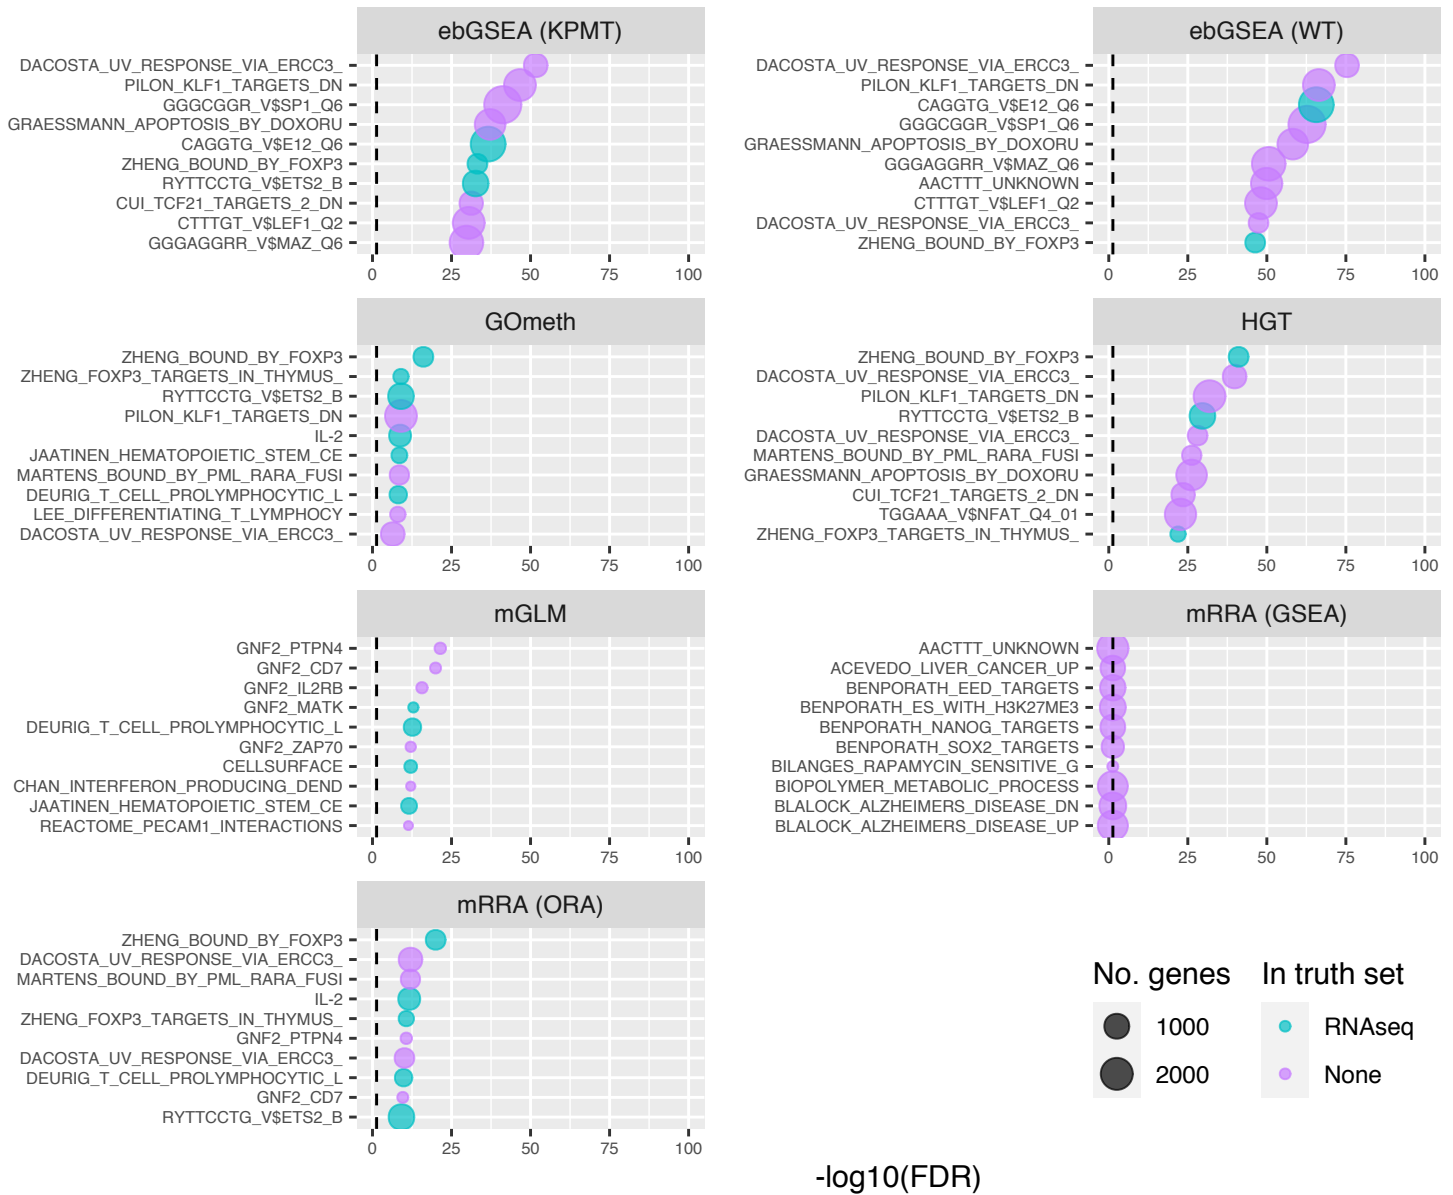 ebGSEA (KPMT)
DACOSTA_UV_RESPONSE_VIA_ERCC3_
PILON_KLF1_TARGETS_DN
GGGCGGR_V$SP1_Q6
GRAESSMANN_APOPTOSIS_BY_DOXORU
CAGGTG_V$E12_Q6
ZHENG_BOUND_BY_FOXP3
RYTTCCTG_V$ETS2_B
CUI_TCF21_TARGETS_2_DN
CTTTGT_V$LEF1_Q2
GGGAGGRR_V$MAZ_Q6
0 25 50 75 100
ebGSEA (WT)
DACOSTA_UV_RESPONSE_VIA_ERCC3_
PILON_KLF1_TARGETS_DN
CAGGTG_V$E12_Q6
GGGCGGR_V$SP1_Q6
GRAESSMANN_APOPTOSIS_BY_DOXORU
GGGAGGRR_V$MAZ_Q6
AACTTT_UNKNOWN
CTTTGT_V$LEF1_Q2
DACOSTA_UV_RESPONSE_VIA_ERCC3_
ZHENG_BOUND_BY_FOXP3
0 25 50 75 100
GOmeth
ZHENG_BOUND_BY_FOXP3
ZHENG_FOXP3_TARGETS_IN_THYMUS_
RYTTCCTG_V$ETS2_B
PILON_KLF1_TARGETS_DN
IL-2
JAATINEN_HEMATOPOIETIC_STEM_CE
MARTENS_BOUND_BY_PML_RARA_FUSI
DEURIG_T_CELL_PROLYMPHOCYTIC_L
LEE_DIFFERENTIATING_T_LYMPHOCY
DACOSTA_UV_RESPONSE_VIA_ERCC3_
0 25 50 75 100
HGT
ZHENG_BOUND_BY_FOXP3
DACOSTA_UV_RESPONSE_VIA_ERCC3_
PILON_KLF1_TARGETS_DN
RYTTCCTG_V$ETS2_B
DACOSTA_UV_RESPONSE_VIA_ERCC3_
MARTENS_BOUND_BY_PML_RARA_FUSI
GRAESSMANN_APOPTOSIS_BY_DOXORU
CUI_TCF21_TARGETS_2_DN
TGGAAA_V$NFAT_Q4_01
ZHENG_FOXP3_TARGETS_IN_THYMUS_
0 25 50 75 100
mGLM
GNF2_PTPN4
GNF2_CD7
GNF2_IL2RB
GNF2_MATK
DEURIG_T_CELL_PROLYMPHOCYTIC_L
GNF2_ZAP70
CELLSURFACE
CHAN_INTERFERON_PRODUCING_DEND
JAATINEN_HEMATOPOIETIC_STEM_CE
REACTOME_PECAM1_INTERACTIONS
0 25 50 75 100
mRRA (GSEA)
AACTTT_UNKNOWN
ACEVEDO_LIVER_CANCER_UP
BENPORATH_EED_TARGETS
BENPORATH_ES_WITH_H3K27ME3
BENPORATH_NANOG_TARGETS
BENPORATH_SOX2_TARGETS
BILANGES_RAPAMYCIN_SENSITIVE_G
BIOPOLYMER_METABOLIC_PROCESS
BLALOCK_ALZHEIMERS_DISEASE_DN
BLALOCK_ALZHEIMERS_DISEASE_UP
0 25 50 75 100
mRRA (ORA)
ZHENG_BOUND_BY_FOXP3
DACOSTA_UV_RESPONSE_VIA_ERCC3_
MARTENS_BOUND_BY_PML_RARA_FUSI
IL-2
ZHENG_FOXP3_TARGETS_IN_THYMUS_
GNF2_PTPN4
DACOSTA_UV_RESPONSE_VIA_ERCC3_
DEURIG_T_CELL_PROLYMPHOCYTIC_L
GNF2_CD7
RYTTCCTG_V$ETS2_B
0 25 50 75 100
No. genes
1000
2000
In truth set
RNAseq
None
-log10(FDR)